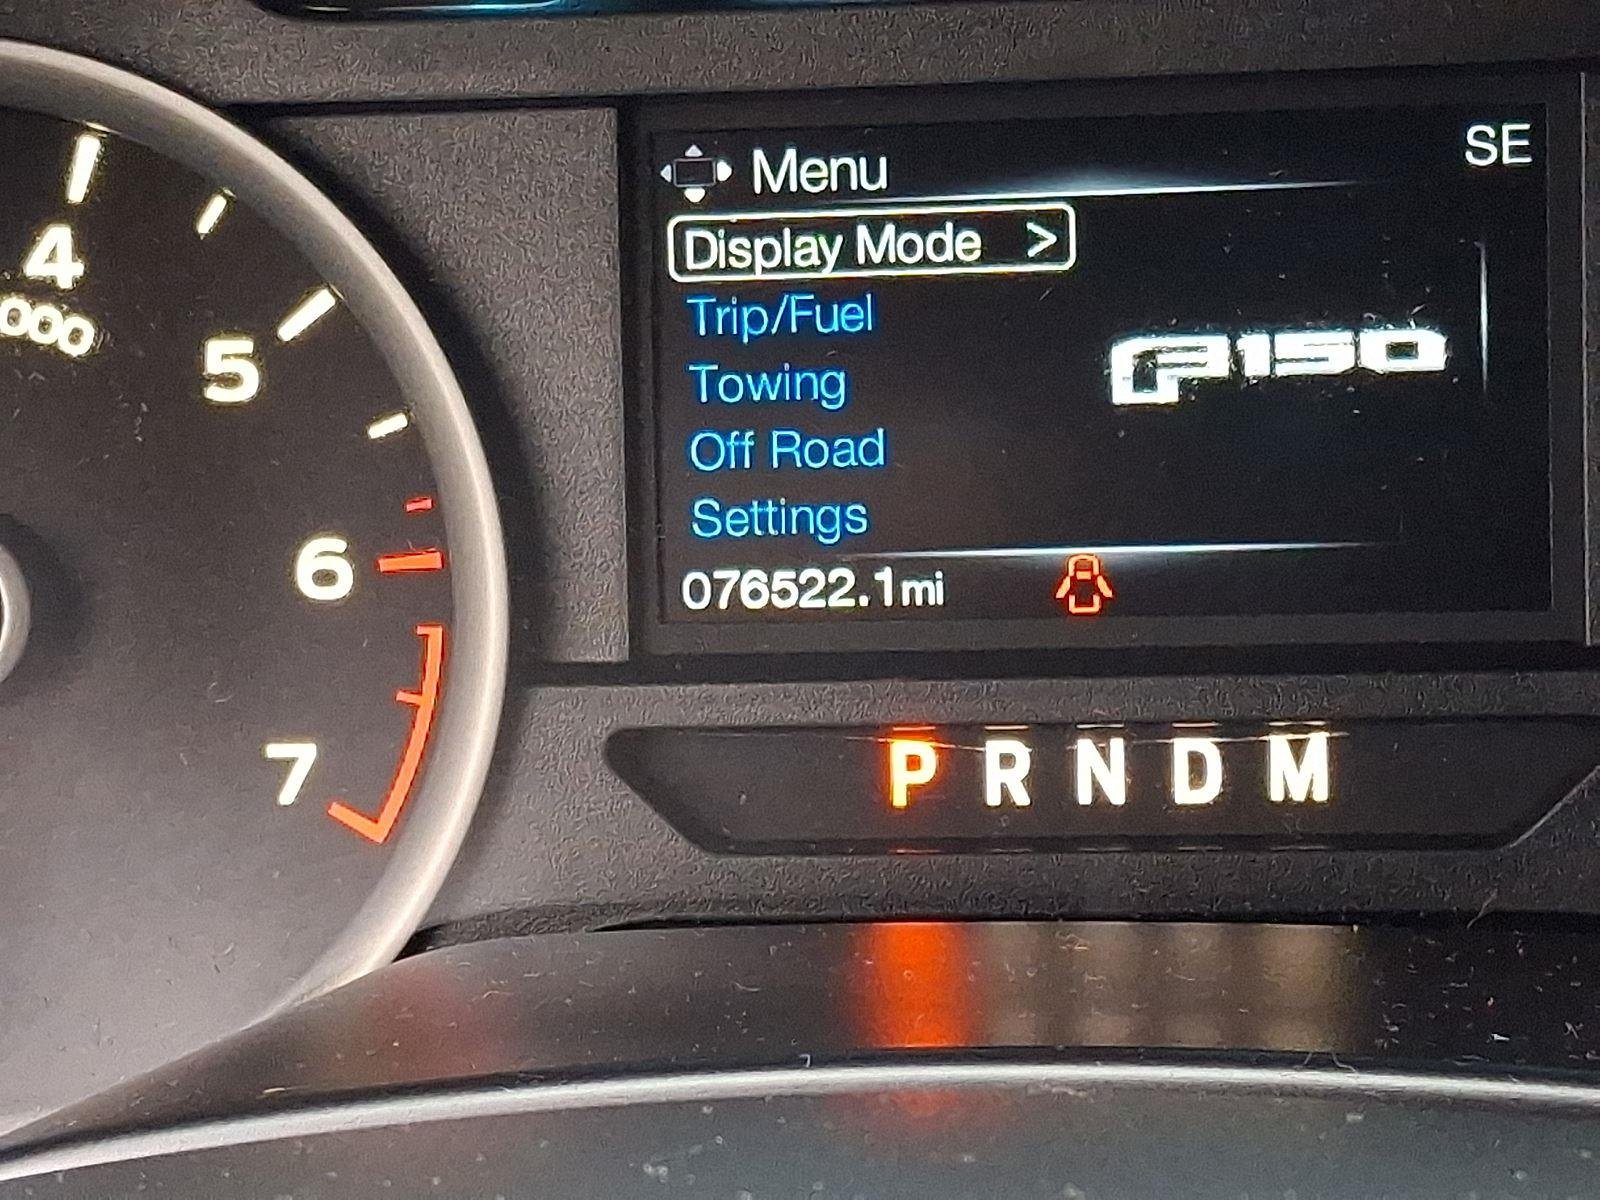 SE
Menu
Display Mode >
Trip/Fuel
Towing
Off Road
Settings
F150
076522.1mi
4
000
5
6
7
P R N D M